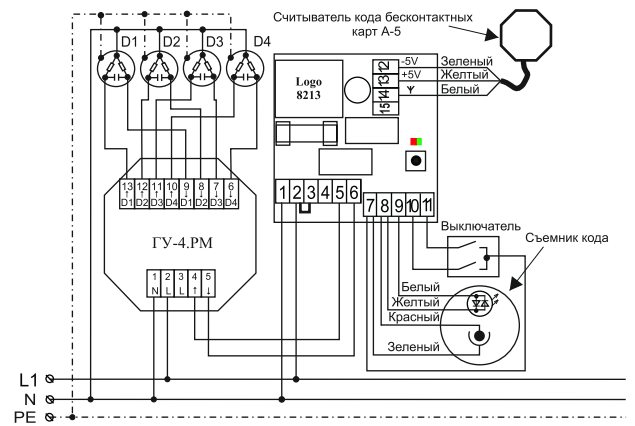 Считыватель кода бесконтактных
карт А-5
D1 D2 D3 D4
Logo
8213
12 -5V Зеленый
13 +5V Желтый
14 Белый
15
13 12 11 10 9 8 7 6
↑ ↑ ↑ ↑ ↓ ↓ ↓ ↓
D1 D2 D3 D4 D1 D2 D3 D4
1 2 3 4 5 6
7 8 9 10 11
Выключатель
Съемник кода
ГУ-4.РМ
1 2 3 4 5
N L L ↑ ↓
Белый
Желтый
Красный
Зеленый
L1
N
PE